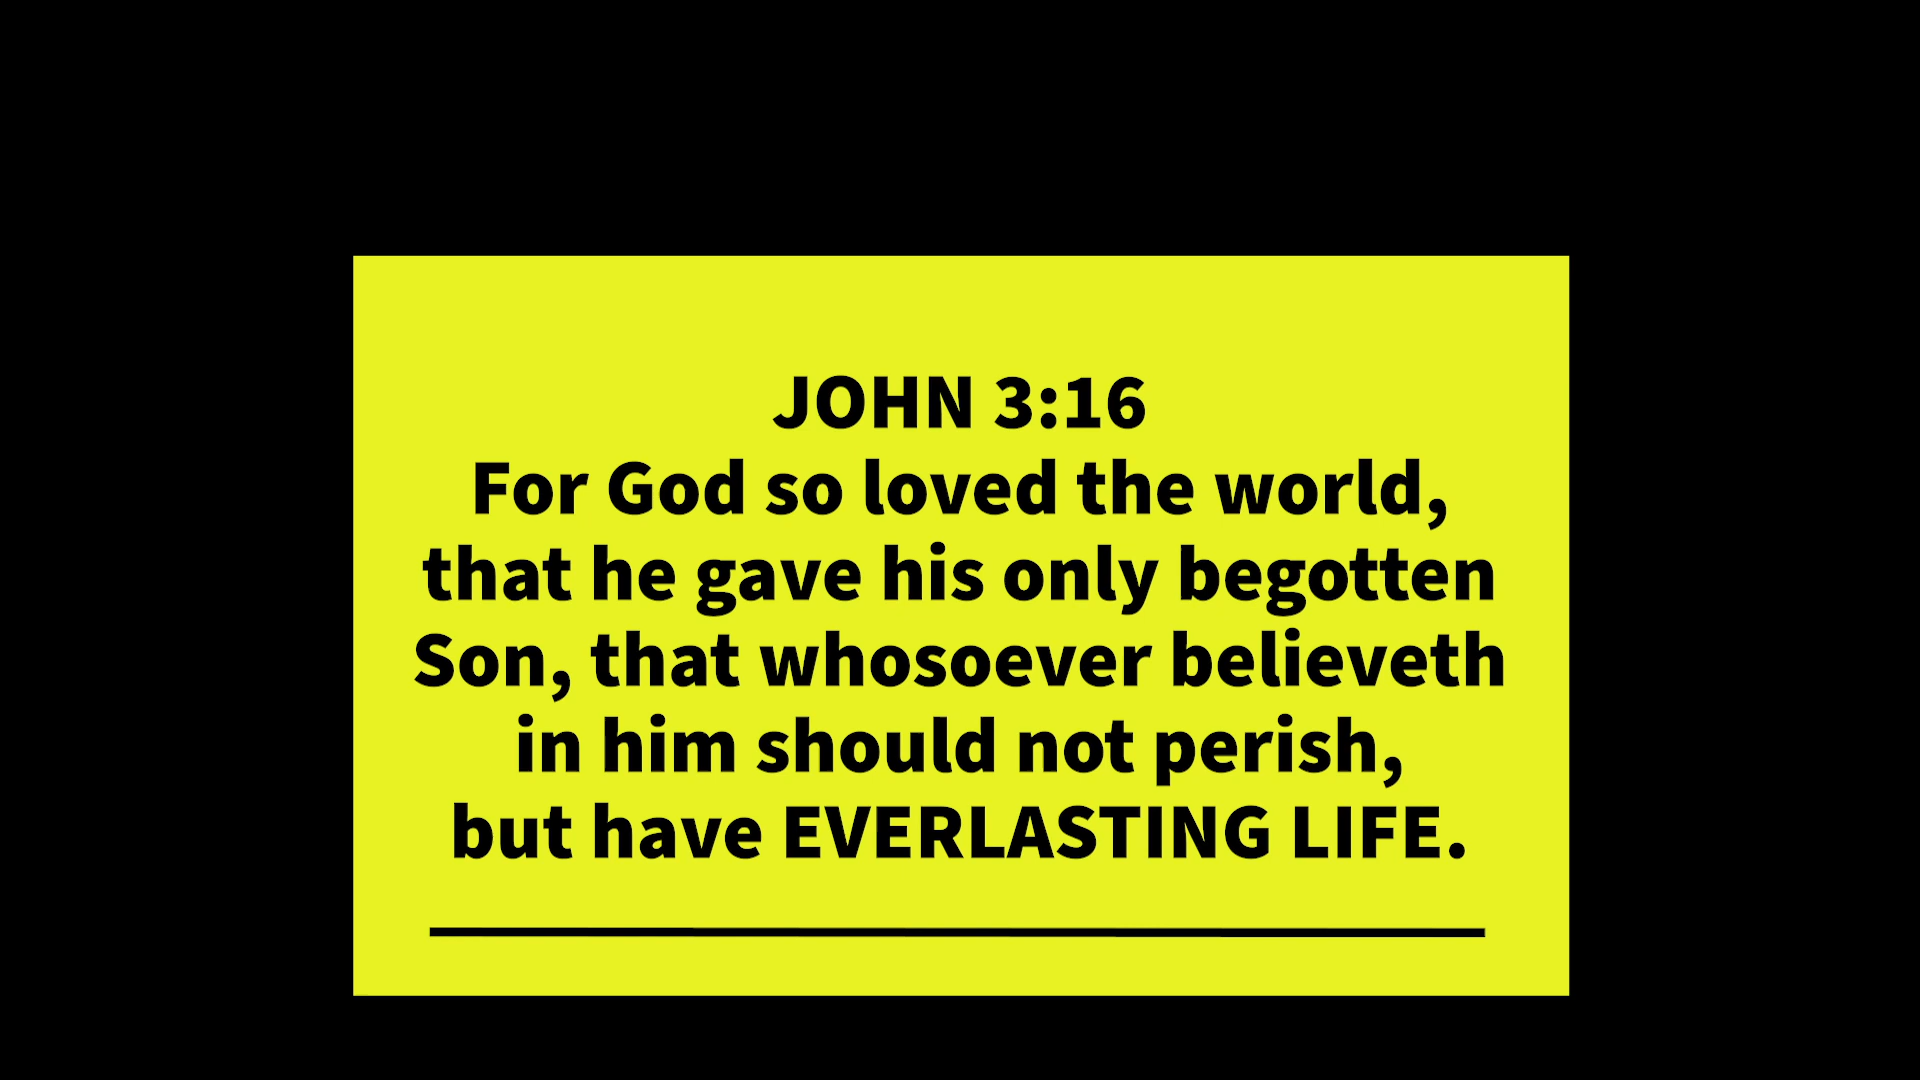 JOHN 3:16
For God so loved the world,
that he gave his only begotten
Son, that whosoever believeth
in him should not perish,
but have EVERLASTING LIFE.